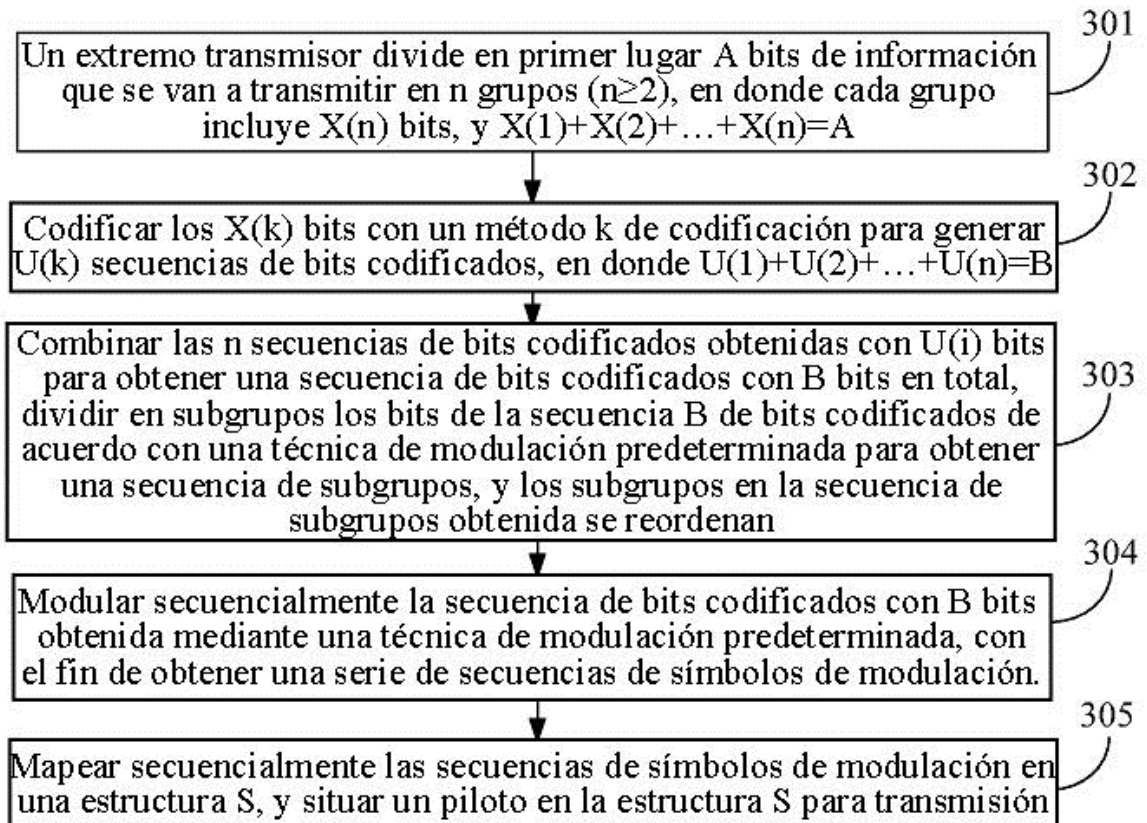 301
Un extremo transmisor divide en primer lugar A bits de información
que se van a transmitir en n grupos (n≥2), en donde cada grupo
incluye X(n) bits, y X(1)+X(2)+...+X(n)=A
302
Codificar los X(k) bits con un método k de codificación para generar
U(k) secuencias de bits codificados, en donde U(1)+U(2)+...+U(n)=B
303
Combinar las n secuencias de bits codificados obtenidas con U(i) bits
para obtener una secuencia de bits codificados con B bits en total,
dividir en subgrupos los bits de la secuencia B de bits codificados de
acuerdo con una técnica de modulación predeterminada para obtener
una secuencia de subgrupos, y los subgrupos en la secuencia de
subgrupos obtenida se reordenan
304
Modular secuencialmente la secuencia de bits codificados con B bits
obtenida mediante una técnica de modulación predeterminada, con
el fin de obtener una serie de secuencias de símbolos de modulación.
305
Mapear secuencialmente las secuencias de símbolos de modulación en
una estructura S, y situar un piloto en la estructura S para transmisión